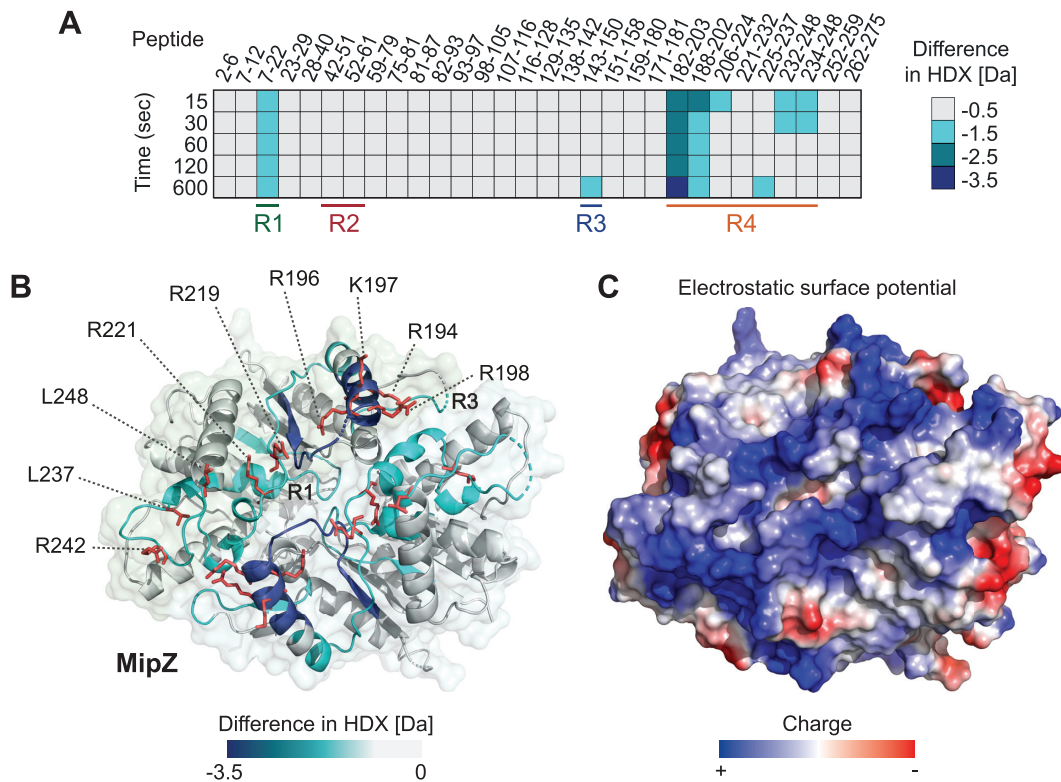 A
Peptide
2-6
7-12
7-22
23-29
28-40
42-51
52-61
59-79
75-81
81-87
82-93
93-97
98-105
107-116
116-128
129-135
138-142
143-150
151-158
159-180
171-181
182-203
188-202
206-224
221-232
225-237
232-248
234-248
252-259
262-275
Difference
in HDX [Da]
-0.5
-1.5
-2.5
-3.5
Time (sec)
15
30
60
120
600
R1
R2
R3
R4
B
R196
K197
R219
R194
R221
R198
L248
R3
L237
R1
R242
MipZ
Difference in HDX [Da]
-3.5
0
C
Electrostatic surface potential
Charge
+
-